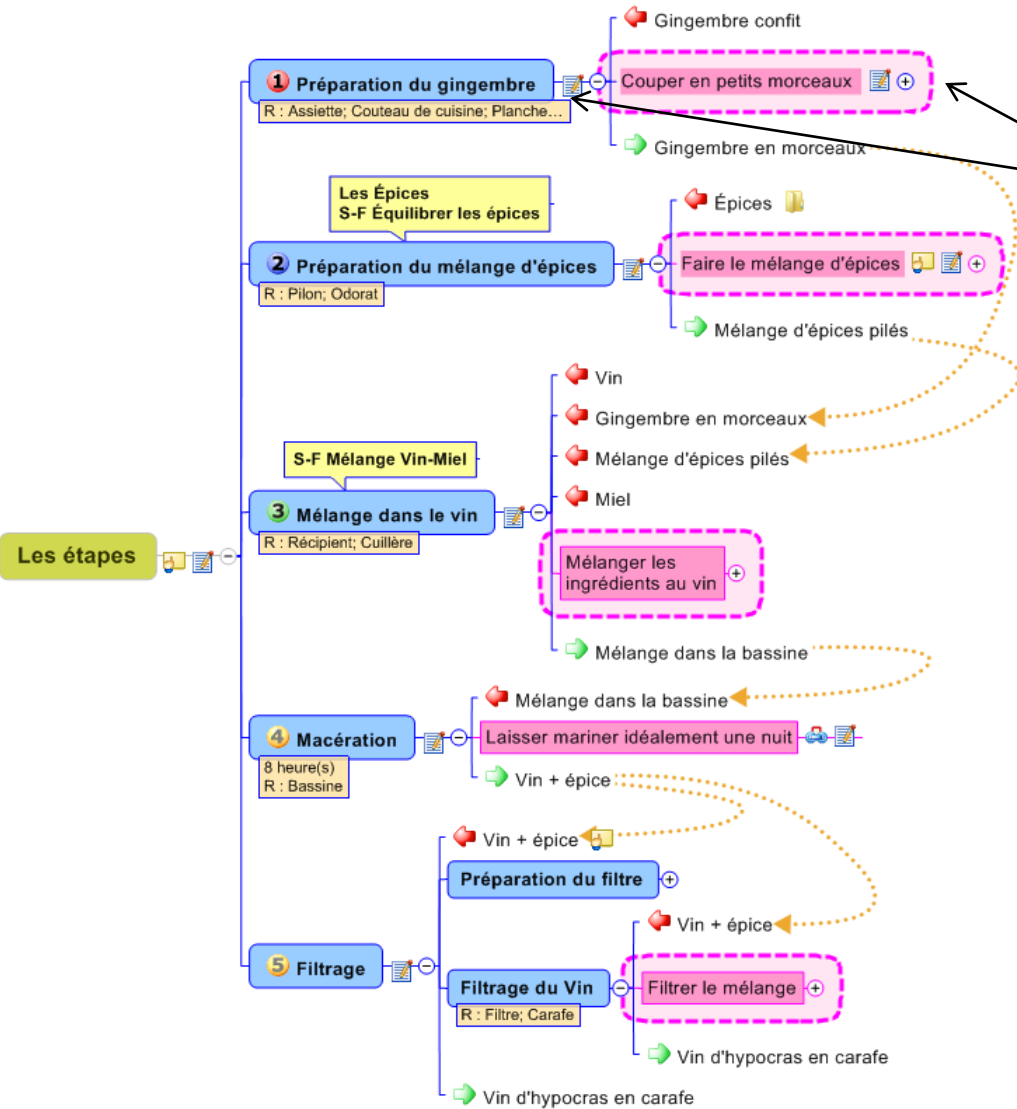 Gingembre confit
1 Préparation du gingembre
Couper en petits morceaux
R : Assiette; Couteau de cuisine; Planche…
Gingembre en morceaux
Les Épices
S-F Équilibrer les épices
Épices
2 Préparation du mélange d'épices
Faire le mélange d'épices
R : Pilon; Odorat
Mélange d'épices pilés
Vin
Gingembre en morceaux
S-F Mélange Vin-Miel
Mélange d'épices pilés
Miel
3 Mélange dans le vin
R : Récipient; Cuillère
Les étapes
Mélanger les
ingrédients au vin
Mélange dans la bassine
Mélange dans la bassine
4 Macération
Laisser mariner idéalement une nuit
8 heure(s)
R : Bassine
Vin + épice
Vin + épice
Préparation du filtre
Vin + épice
5 Filtrage
Filtrage du Vin
Filtrer le mélange
R : Filtre; Carafe
Vin d'hypocras en carafe
Vin d'hypocras en carafe